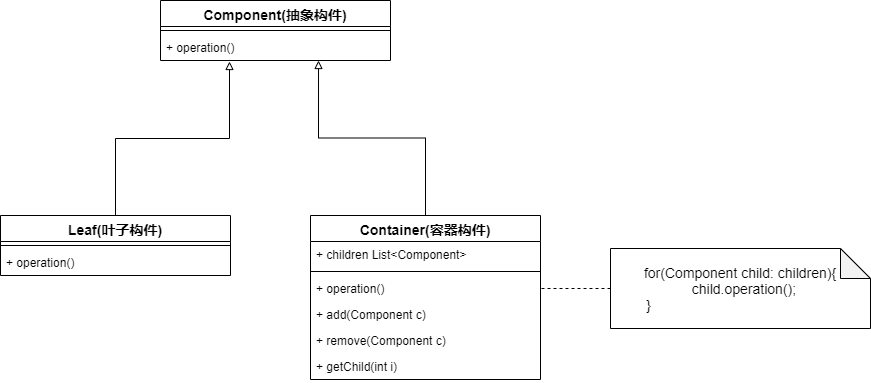 Component(抽象构件)
+ operation()
Leaf(叶子构件)
+ operation()
Container(容器构件)
+ children List<Component>
+ operation()
+ add(Component c)
+ remove(Component c)
+ getChild(int i)
for(Component child: children){
child.operation();
}